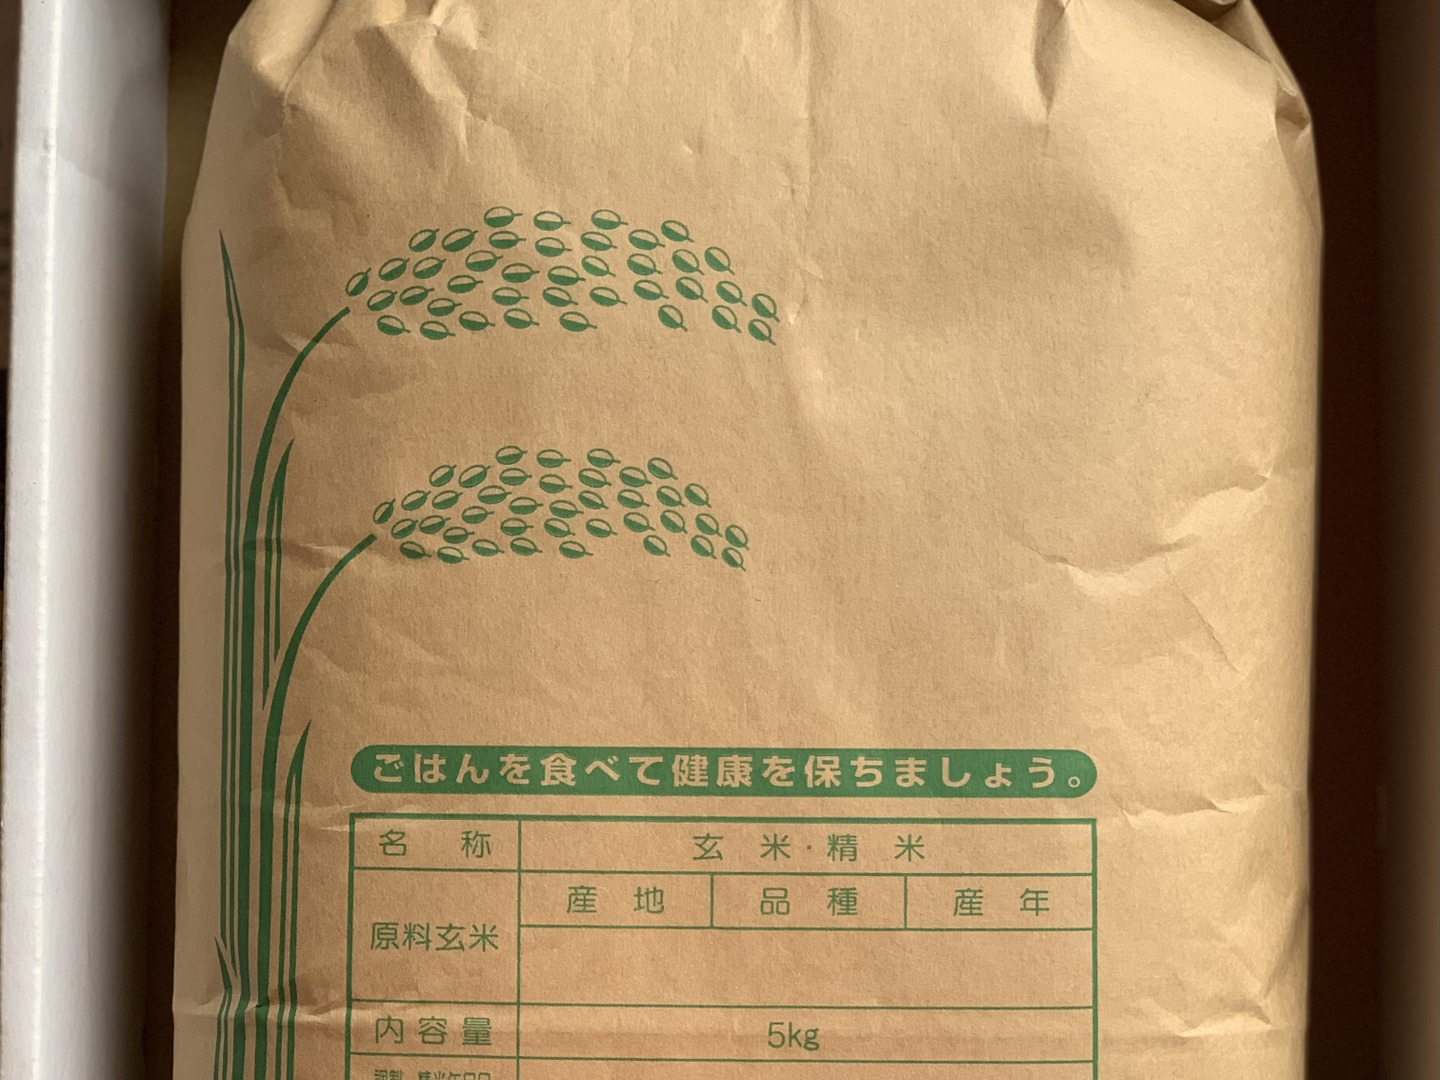 ごはんを食べて健康を保ちましょう。
名 称 玄 米・精 米
原料玄米 産 地 品 種 産 年
内容量 5kg